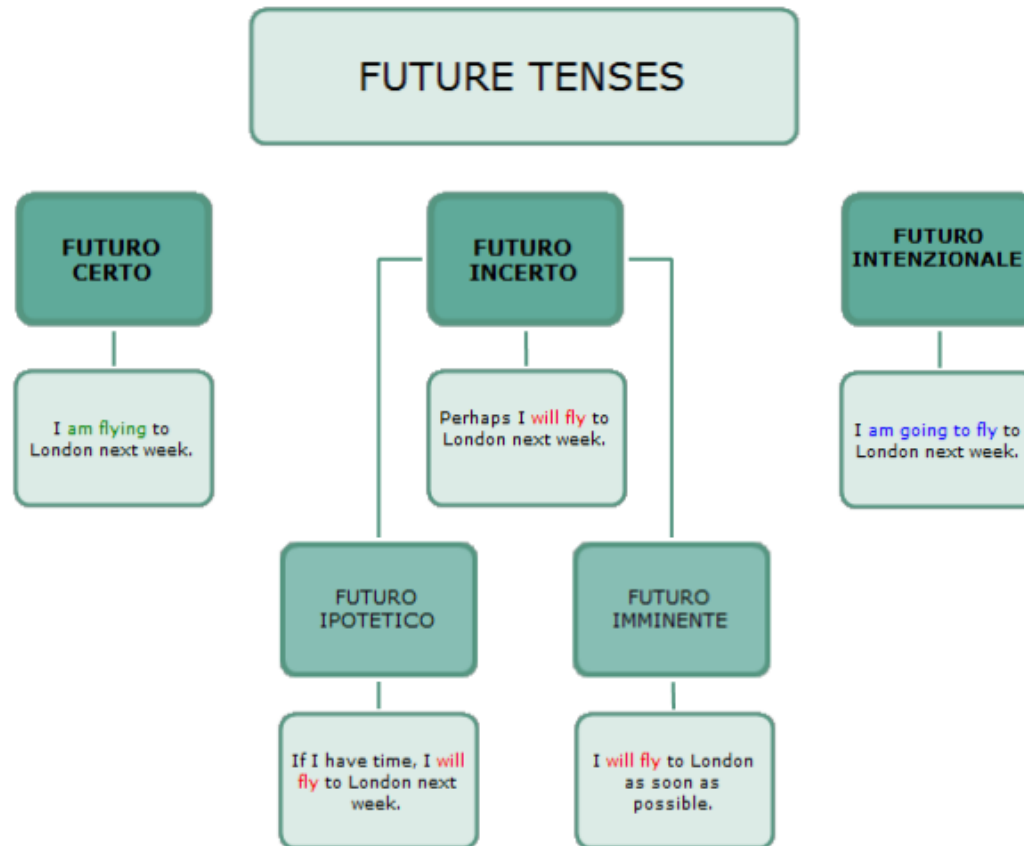 FUTURE TENSES
FUTURO
CERTO
FUTURO
INCERTO
FUTURO
INTENZIONALE
I am flying to
London next week.
Perhaps I will fly to
London next week.
I am going to fly to
London next week.
FUTURO
IPOTETICO
FUTURO
IMMINENTE
If I have time, I will
fly to London next
week.
I will fly to London
as soon as
possible.